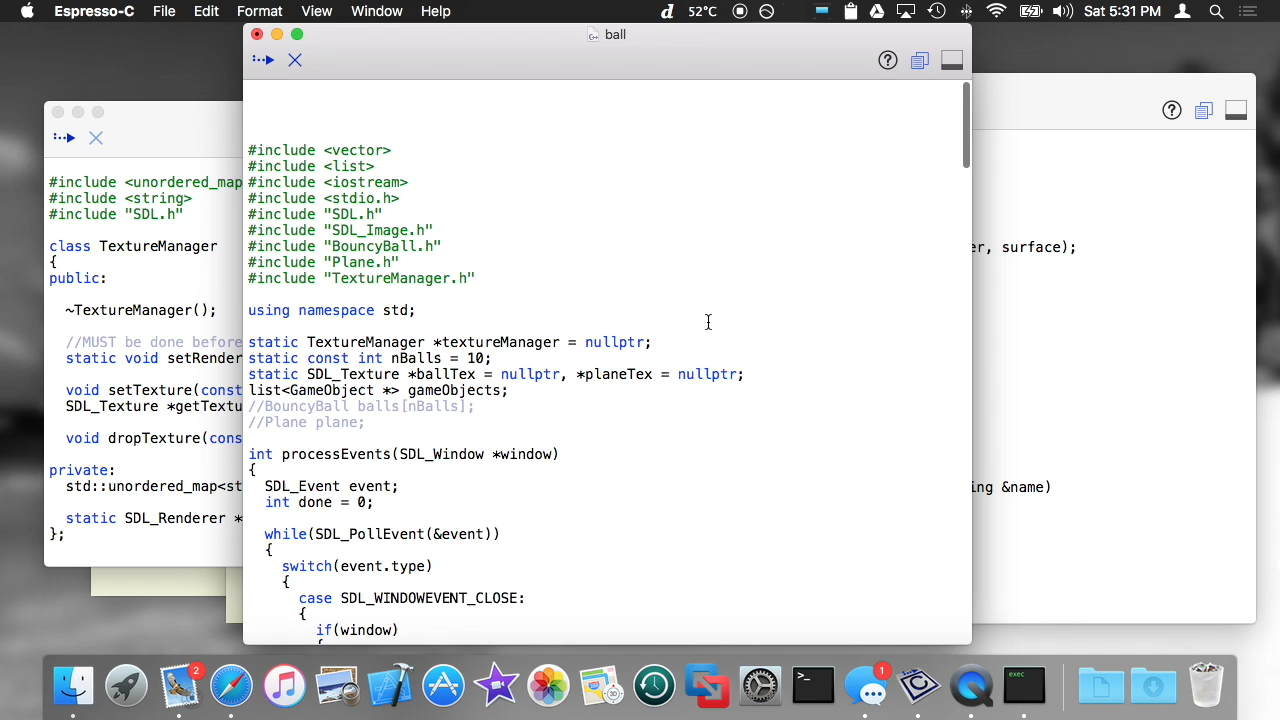 Espresso-C File Edit Format View Window Help
d 52°C Sat 5:31 PM
ball
#include <unordered_map
#include <string>
#include "SDL.h"
class TextureManager
{
public:
~TextureManager();
//MUST be done before
static void setRender
void setTexture(const
SDL_Texture *getTextu
void dropTexture(cons
private:
std::unordered_map<st
static SDL_Renderer *
};
#include <vector>
#include <list>
#include <iostream>
#include <stdio.h>
#include "SDL.h"
#include "SDL_Image.h"
#include "BouncyBall.h"
#include "Plane.h"
#include "TextureManager.h"
using namespace std;
static TextureManager *textureManager = nullptr;
static const int nBalls = 10;
static SDL_Texture *ballTex = nullptr, *planeTex = nullptr;
list<GameObject *> gameObjects;
//BouncyBall balls[nBalls];
//Plane plane;
int processEvents(SDL_Window *window)
{
SDL_Event event;
int done = 0;
while(SDL_PollEvent(&event))
{
switch(event.type)
{
case SDL_WINDOWEVENT_CLOSE:
{
if(window)
er, surface);
ing &name)
2
1
exec